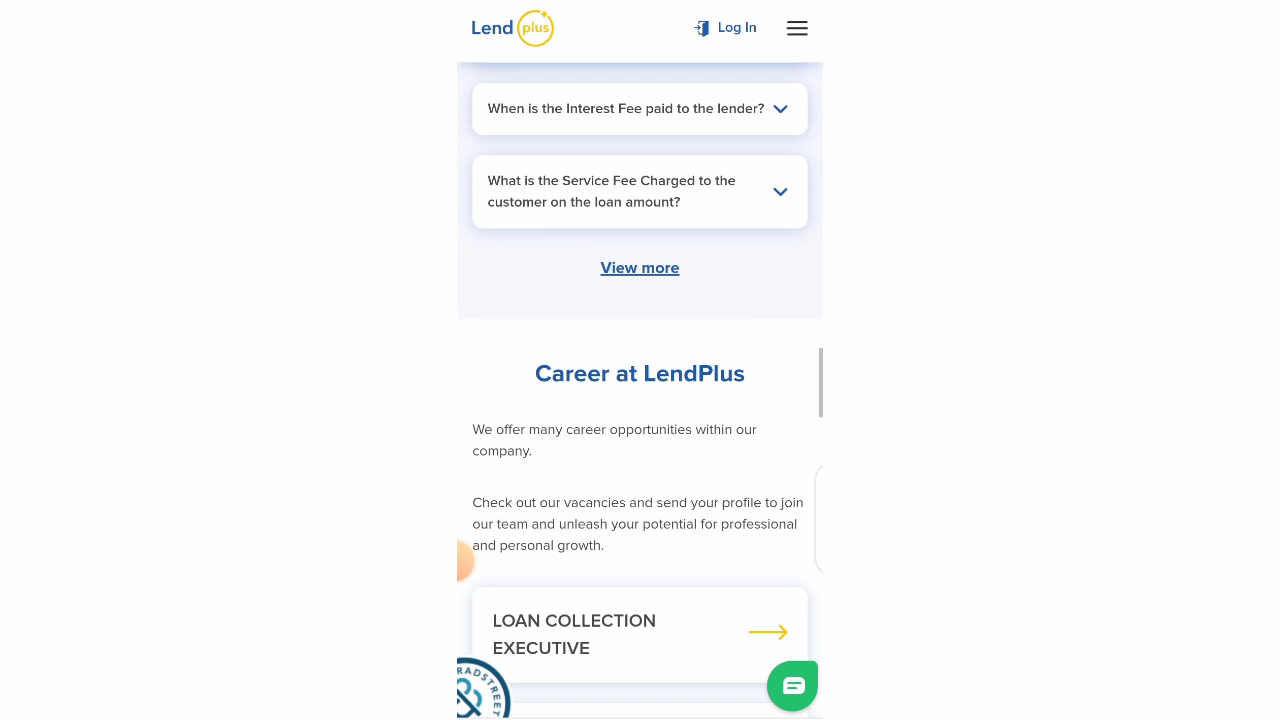 Lend plus
Log In
When is the Interest Fee paid to the lender?
What is the Service Fee Charged to the
customer on the loan amount?
View more
Career at LendPlus
We offer many career opportunities within our
company.
Check out our vacancies and send your profile to join
our team and unleash your potential for professional
and personal growth.
LOAN COLLECTION
EXECUTIVE
RADSTREET